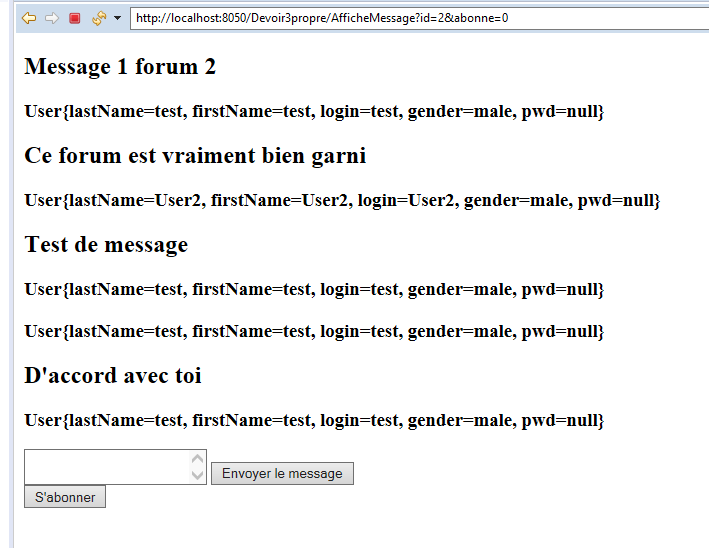 http://localhost:8050/Devoir3propre/AfficheMessage?id=2&abonne=0
Message 1 forum 2
User{lastName=test, firstName=test, login=test, gender=male, pwd=null}
Ce forum est vraiment bien garni
User{lastName=User2, firstName=User2, login=User2, gender=male, pwd=null}
Test de message
User{lastName=test, firstName=test, login=test, gender=male, pwd=null}
User{lastName=test, firstName=test, login=test, gender=male, pwd=null}
D'accord avec toi
User{lastName=test, firstName=test, login=test, gender=male, pwd=null}
Envoyer le message
S'abonner